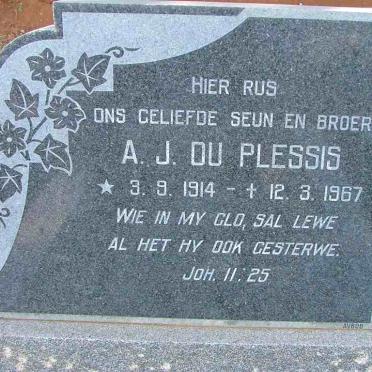 HIER RUS
ONS GELIEFDE SEUN EN BROER
A. J. DU PLESSIS
★ 3. 9. 1914 - ✝ 12. 3. 1967
WIE IN MY GLO, SAL LEWE
AL HET HY OOK GESTERWE.
JOH. 11:25
AVBOB